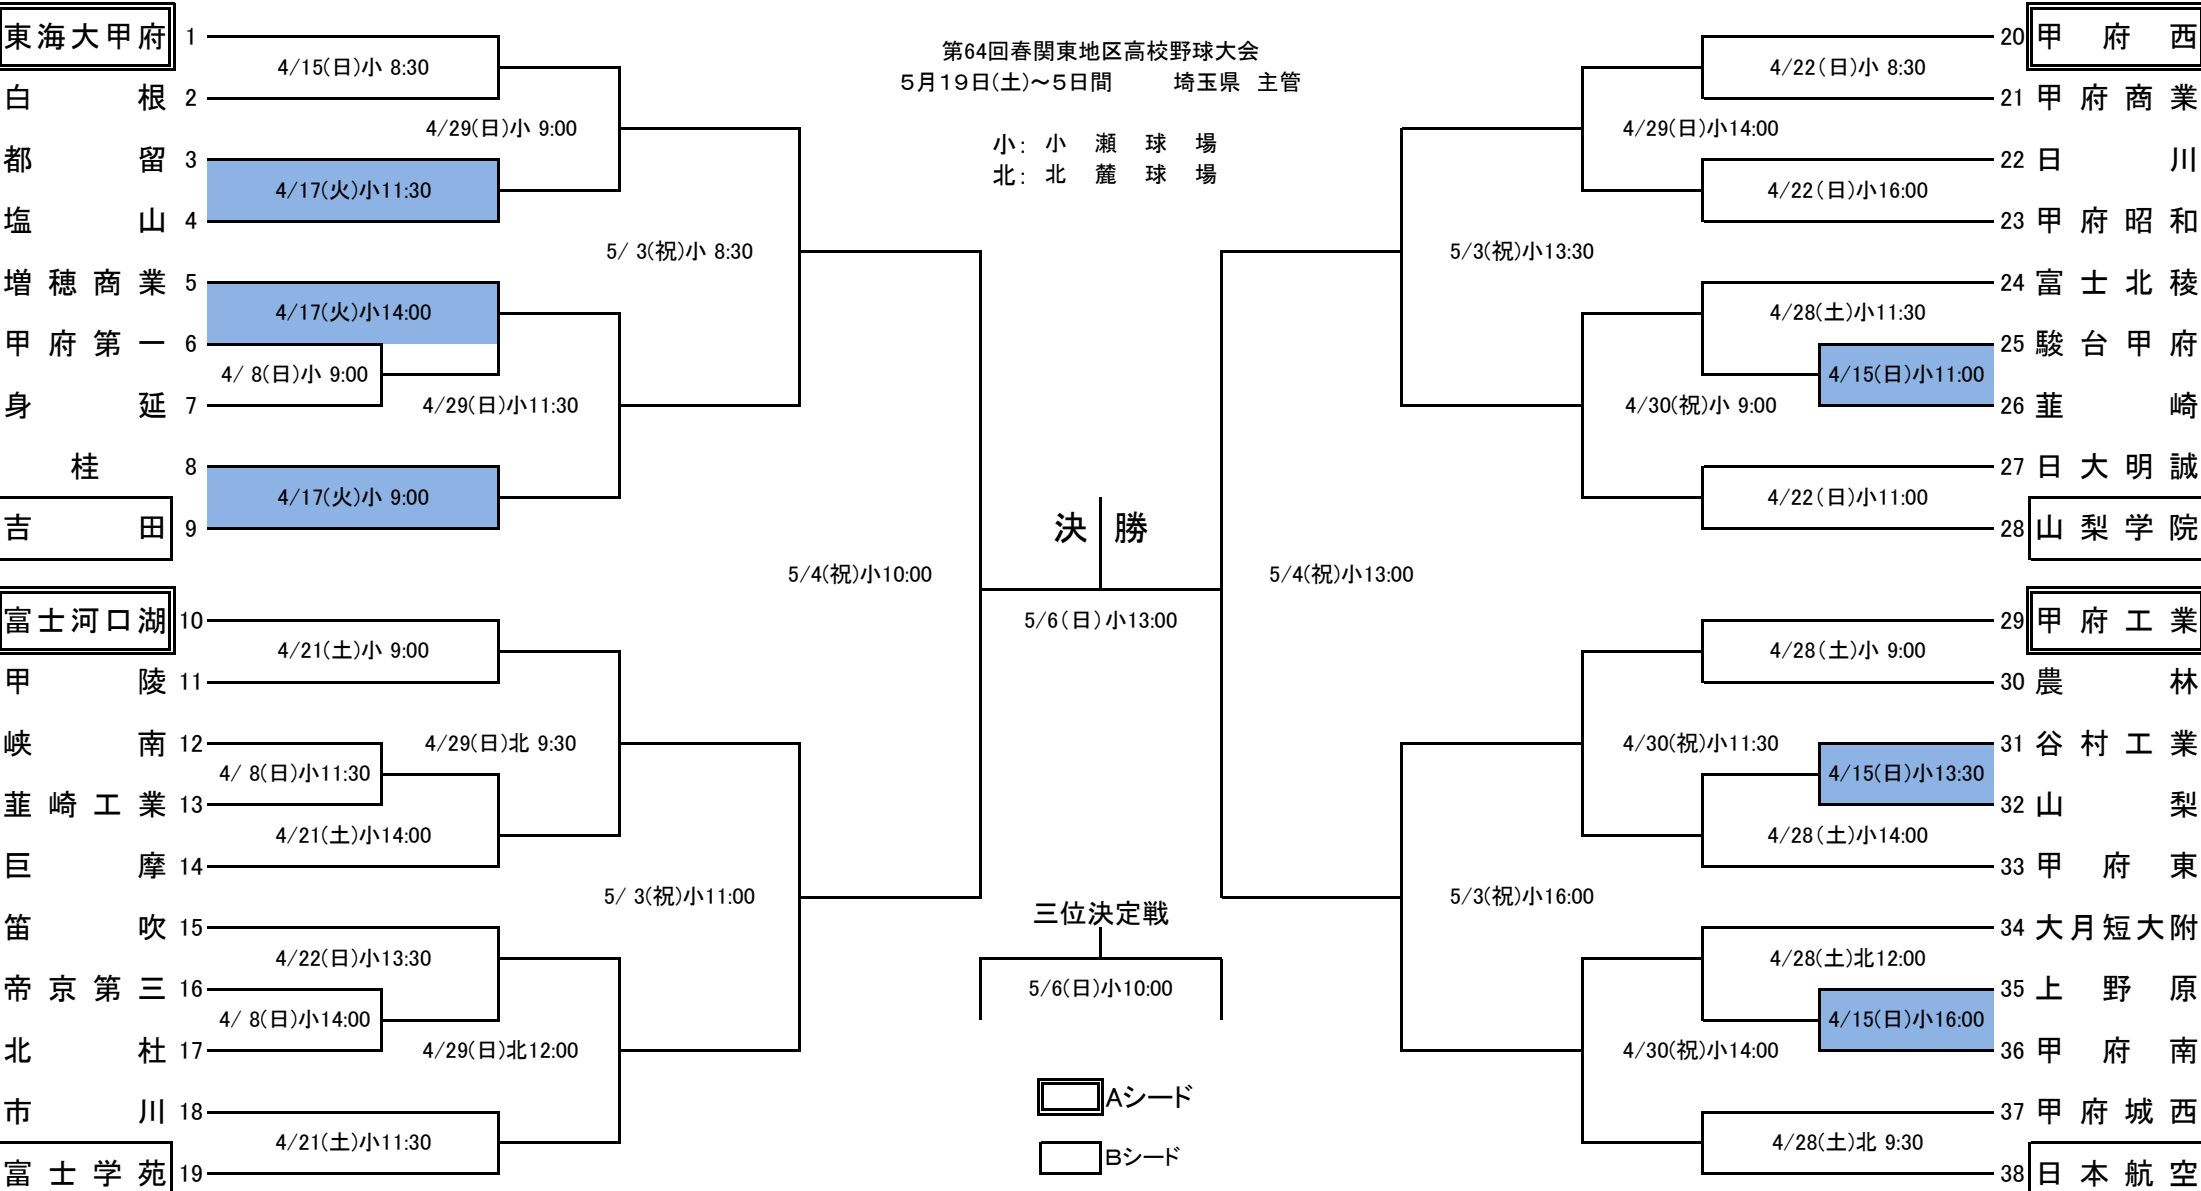 第64回春関東地区高校野球大会
5月19日(土)～5日間 埼玉県 主管
小: 小瀬球場
北: 北麓球場
東海大甲府 1
4/15(日)小 8:30
白根 2
4/29(日)小 9:00
都留 3
4/17(火)小11:30
塩山 4
5/ 3(祝)小 8:30
増穂商業 5
4/17(火)小14:00
甲府第一 6
4/ 8(日)小 9:00
身延 7
4/29(日)小11:30
桂 8
4/17(火)小 9:00
吉田 9
5/4(祝)小10:00
富士河口湖 10
4/21(土)小 9:00
甲陵 11
峡南 12
4/29(日)北 9:30
4/ 8(日)小11:30
韮崎工業 13
4/21(土)小14:00
巨摩 14
5/ 3(祝)小11:00
笛吹 15
4/22(日)小13:30
帝京第三 16
4/ 8(日)小14:00
北杜 17
4/29(日)北12:00
市川 18
4/21(土)小11:30
富士学苑 19
決勝
5/6(日)小13:00
三位決定戦
5/6(日)小10:00
Aシード
Bシード
20 甲府西
4/22(日)小 8:30
21 甲府商業
4/29(日)小14:00
22 日川
4/22(日)小16:00
23 甲府昭和
5/3(祝)小13:30
24 富士北稜
4/28(土)小11:30
25 駿台甲府
4/15(日)小11:00
26 韮崎
4/30(祝)小 9:00
27 日大明誠
4/22(日)小11:00
28 山梨学院
5/4(祝)小13:00
29 甲府工業
4/28(土)小 9:00
30 農林
4/30(祝)小11:30
31 谷村工業
4/15(日)小13:30
32 山梨
4/28(土)小14:00
33 甲府東
5/3(祝)小16:00
34 大月短大附
4/28(土)北12:00
35 上野原
4/15(日)小16:00
36 甲府南
4/30(祝)小14:00
37 甲府城西
4/28(土)北 9:30
38 日本航空